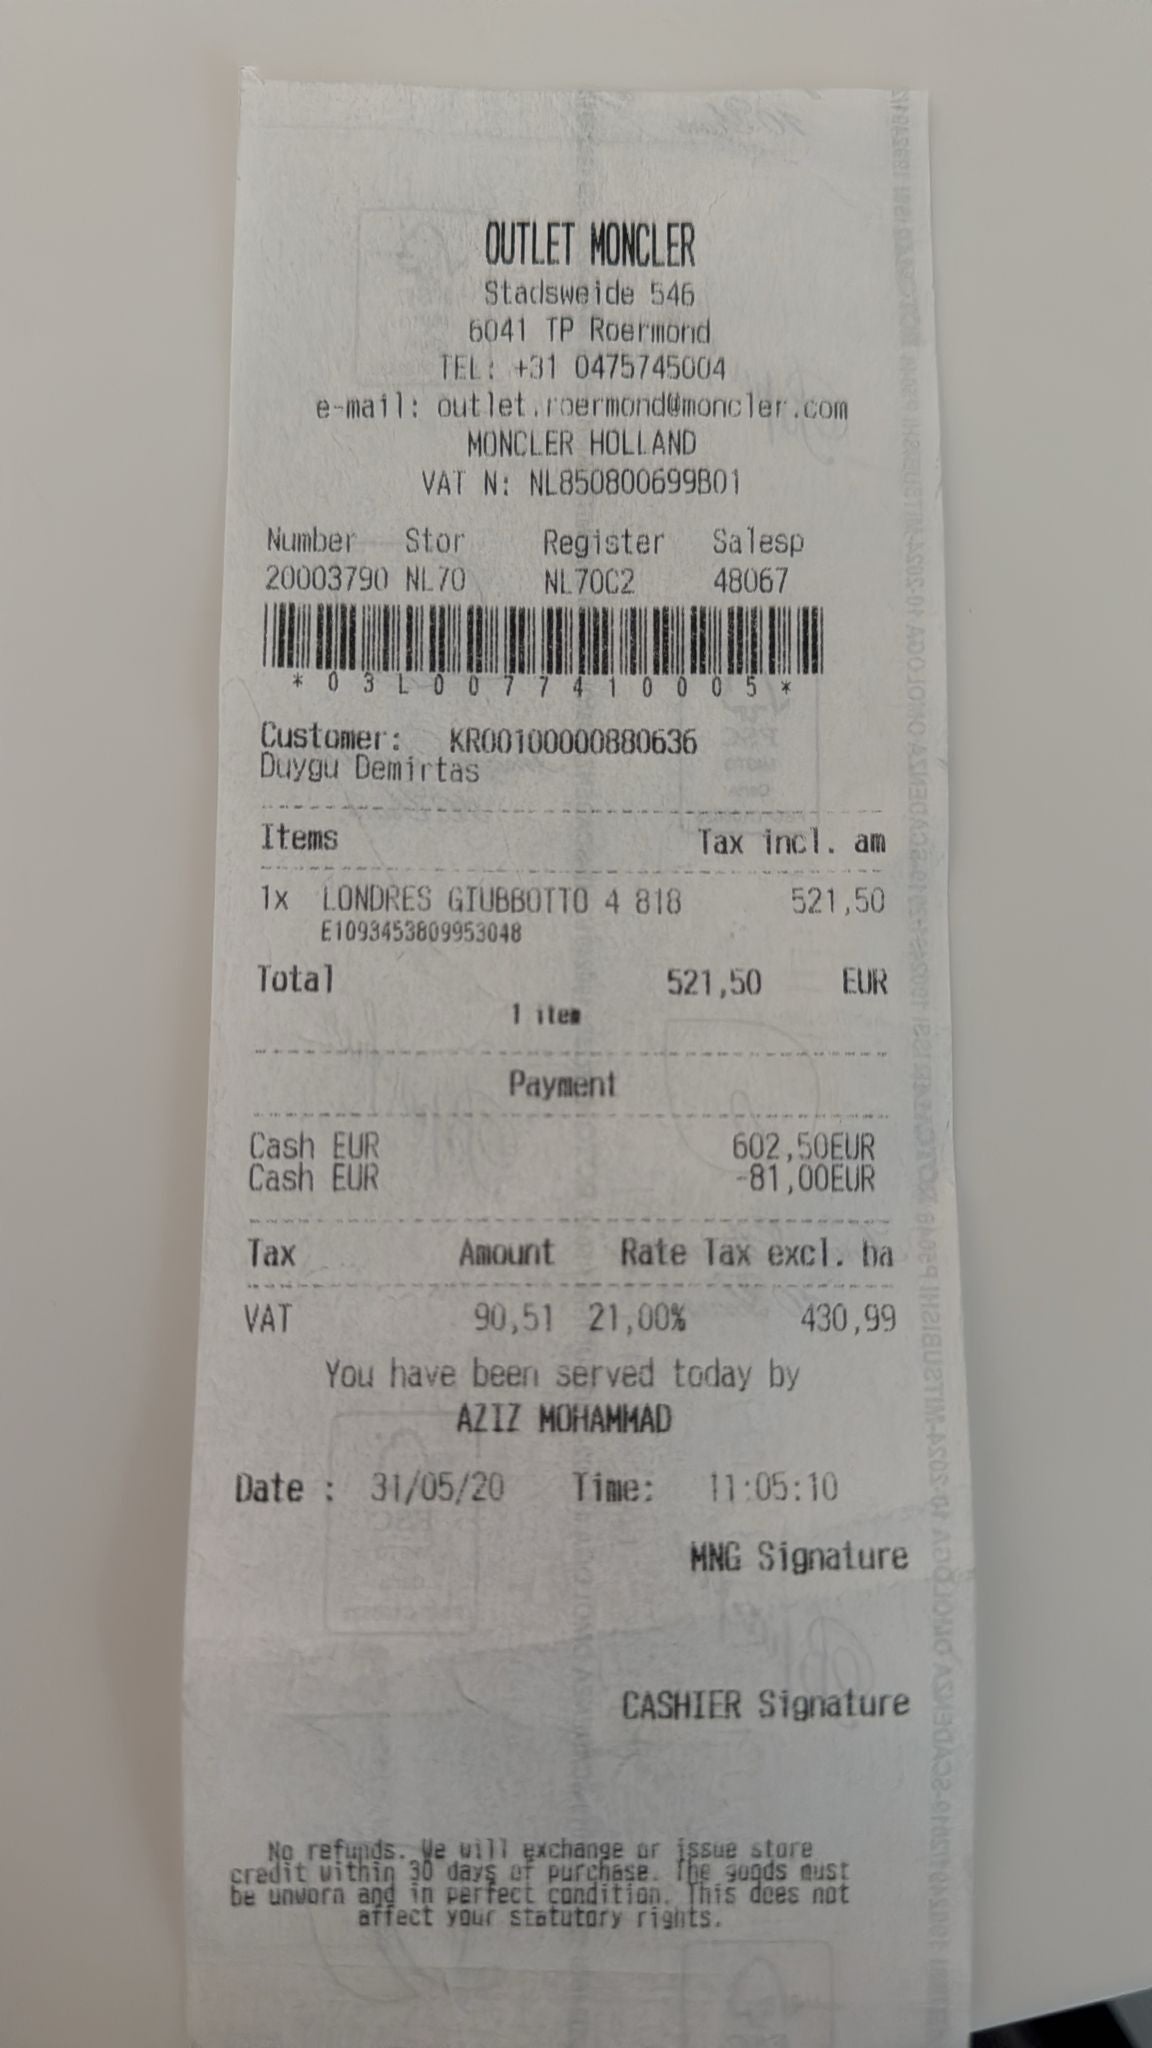 OUTLET MONCLER
Stadsweide 546
6041 TP Roermond
TEL: +31 0475745004
e-mail: outlet.roermond@moncler.com
MONCLER HOLLAND
VAT N: NL850800699B01
Number Stor Register Salesp
20003790 NL70 NL70C2 48067
*03L0077410005*
Customer: KR00100000880636
Duygu Demirtas
Items Tax incl. am
1x LONDRES GIUBBOTTO 4 818 521,50
E1093453809953048
Total 521,50 EUR
1 item
Payment
Cash EUR 602,50EUR
Cash EUR -81,00EUR
Tax Amount Rate Tax excl. ba
VAT 90,51 21,00% 430,99
You have been served today by
AZIZ MOHAMMAD
Date : 31/05/20 Time: 11:05:10
MNG Signature
CASHIER Signature
No refunds. We will exchange or issue store
credit within 30 days of purchase. The goods must
be unworn and in perfect condition. This does not
affect your statutory rights.